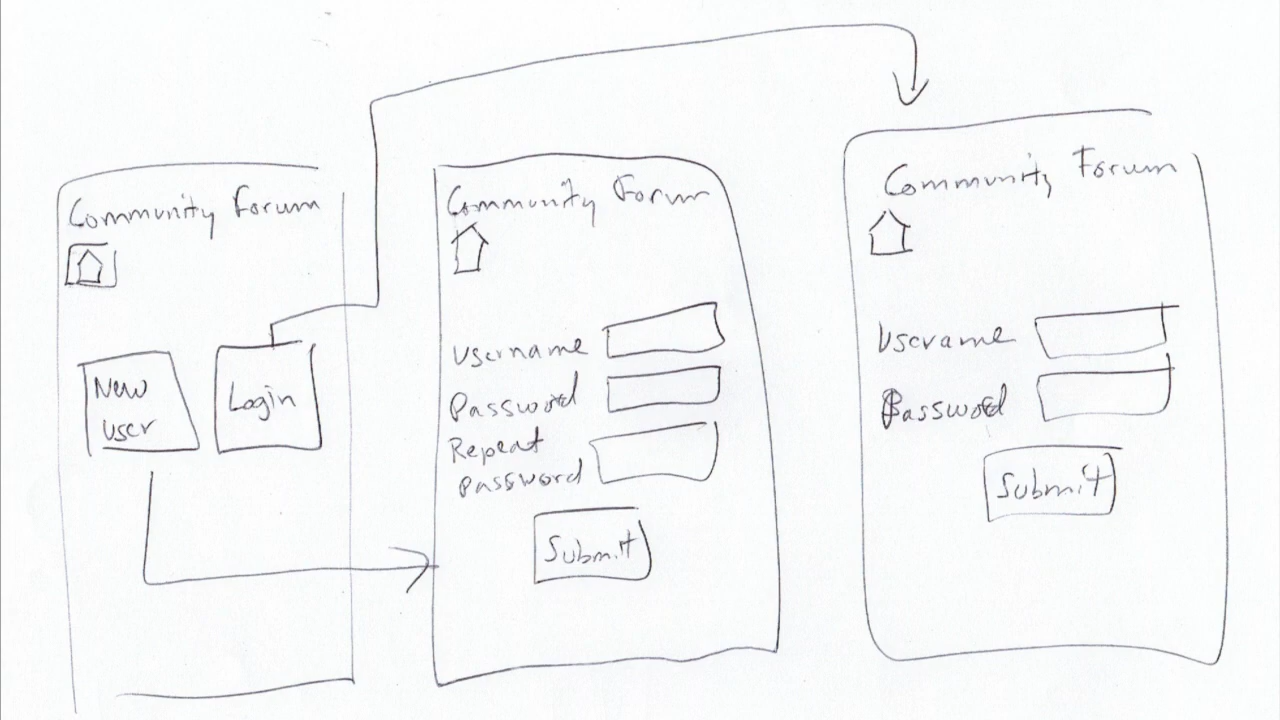 Community Forum
New
User
Login
Community Forum
Username
Password
Repeat
password
Submit
Community Forum
Username
Password
Submit